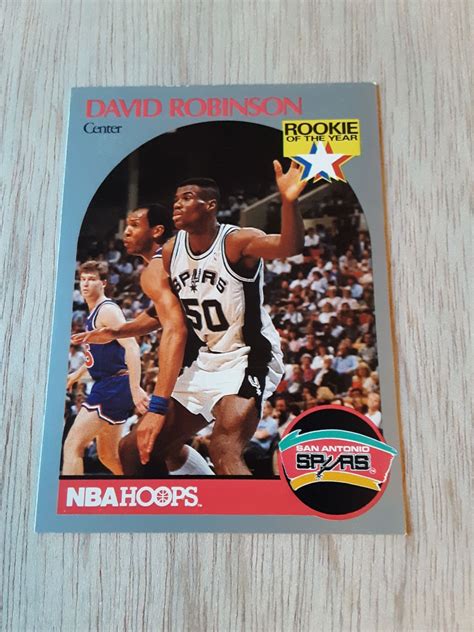 DAVID ROBINSON
Center
ROOKIE
OF THE YEAR
SPURS
50
SAN ANTONIO
SPURS
NBA HOOPS